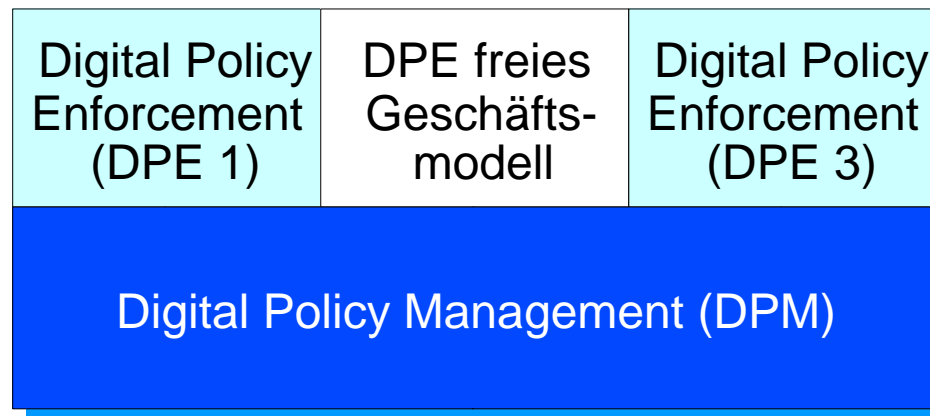 Digital Policy
Enforcement
(DPE 1)
DPE freies
Geschäfts-
modell
Digital Policy
Enforcement
(DPE 3)
Digital Policy Management (DPM)